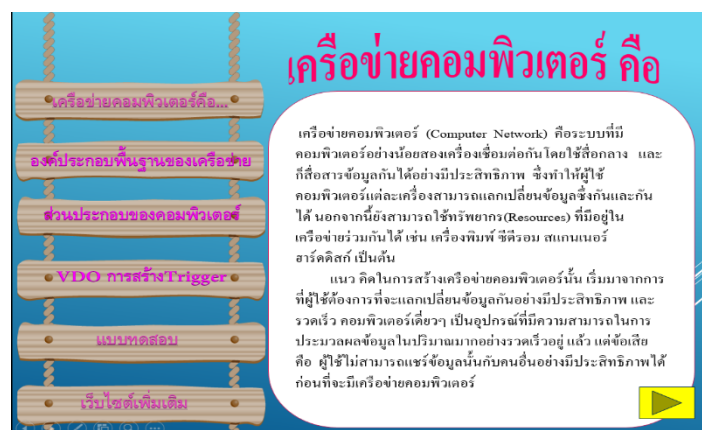 เครือข่ายคอมพิวเตอร์ คือ
เครือข่ายคอมพิวเตอร์คือ...
องค์ประกอบพื้นฐานของเครือข่าย
ส่วนประกอบของคอมพิวเตอร์
VDO การสร้างTrigger
แบบทดสอบ
เว็บไซต์เพิ่มเติม
เครือข่ายคอมพิวเตอร์ (Computer Network) คือระบบที่มี
คอมพิวเตอร์อย่างน้อยสองเครื่องเชื่อมต่อกันโดยใช้สื่อกลาง และ
ก็สื่อสารข้อมูลกันได้อย่างมีประสิทธิภาพ ซึ่งทำให้ผู้ใช้
คอมพิวเตอร์แต่ละเครื่องสามารถแลกเปลี่ยนข้อมูลซึ่งกันและกัน
ได้ นอกจากนี้ยังสามารถใช้ทรัพยากร(Resources) ที่มีอยู่ใน
เครือข่ายร่วมกันได้ เช่น เครื่องพิมพ์ ซีดีรอม สแกนเนอร์
ฮาร์ดดิสก์ เป็นต้น
แนว คิดในการสร้างเครือข่ายคอมพิวเตอร์นั้น เริ่มมาจากการ
ที่ผู้ใช้ต้องการที่จะแลกเปลี่ยนข้อมูลกันอย่างมีประสิทธิภาพ และ
รวดเร็ว คอมพิวเตอร์เดี่ยวๆ เป็นอุปกรณ์ที่มีความสามารถในการ
ประมวลผลข้อมูลในปริมาณมากอย่างรวดเร็วอยู่ แล้ว แต่ข้อเสีย
คือ ผู้ใช้ไม่สามารถแชร์ข้อมูลนั้นกับคนอื่นอย่างมีประสิทธิภาพได้
ก่อนที่จะมีเครือข่ายคอมพิวเตอร์